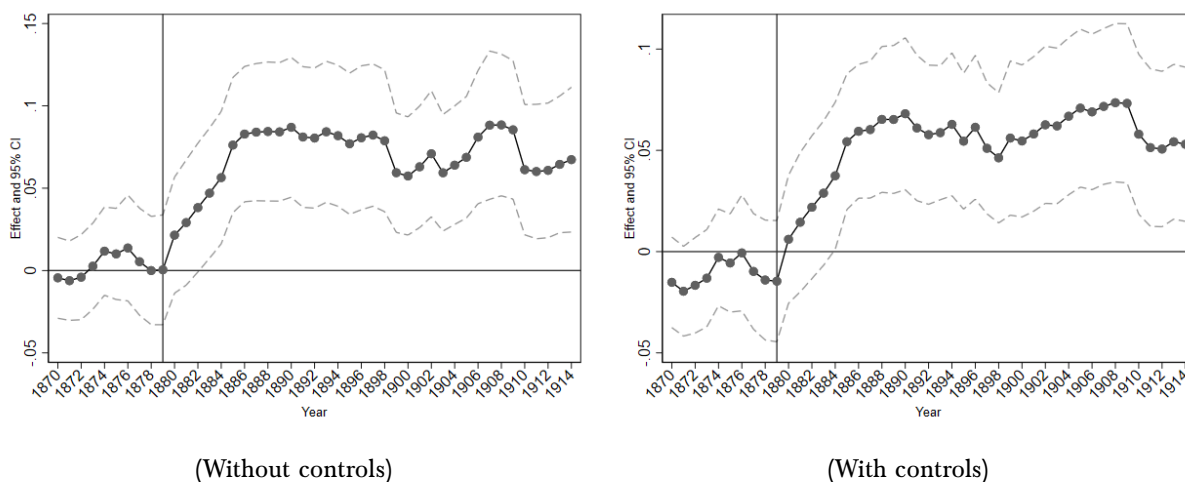 Effect and 95% CI
.15
.1
.05
0
-.05
1870 1872 1874 1876 1878 1880 1882 1884 1886 1888 1890 1892 1894 1896 1898 1900 1902 1904 1906 1908 1910 1912 1914
Year
(Without controls)
Effect and 95% CI
.1
.05
0
-.05
1870 1872 1874 1876 1878 1880 1882 1884 1886 1888 1890 1892 1894 1896 1898 1900 1902 1904 1906 1908 1910 1912 1914
Year
(With controls)